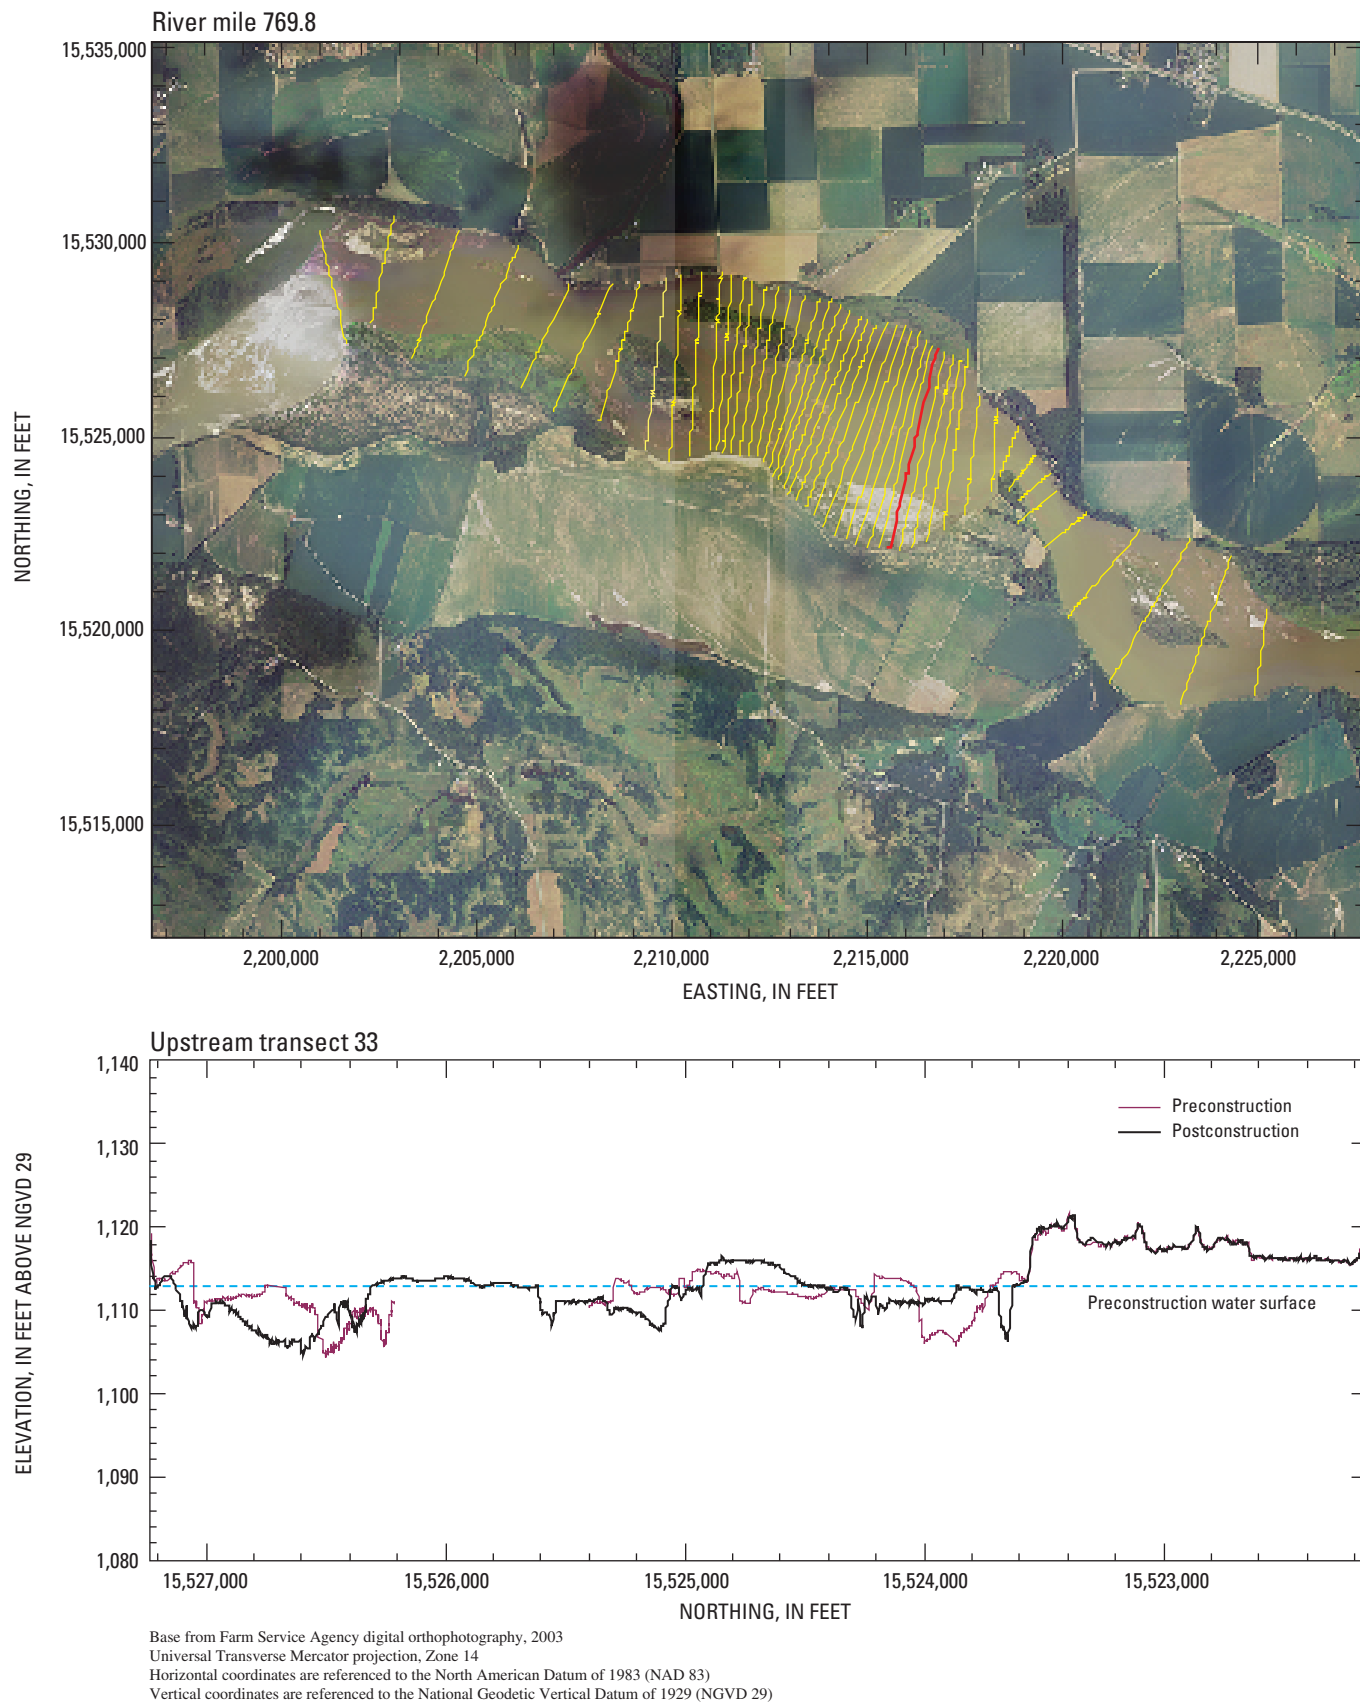 River mile 769.8
15,535,000
15,530,000
15,525,000
15,520,000
15,515,000
NORTHING, IN FEET
2,200,000 2,205,000 2,210,000 2,215,000 2,220,000 2,225,000
EASTING, IN FEET
Upstream transect 33
1,140
1,130
1,120
1,110
1,100
1,090
1,080
ELEVATION, IN FEET ABOVE NGVD 29
Preconstruction
Postconstruction
Preconstruction water surface
15,527,000 15,526,000 15,525,000 15,524,000 15,523,000
NORTHING, IN FEET
Base from Farm Service Agency digital orthophotography, 2003
Universal Transverse Mercator projection, Zone 14
Horizontal coordinates are referenced to the North American Datum of 1983 (NAD 83)
Vertical coordinates are referenced to the National Geodetic Vertical Datum of 1929 (NGVD 29)